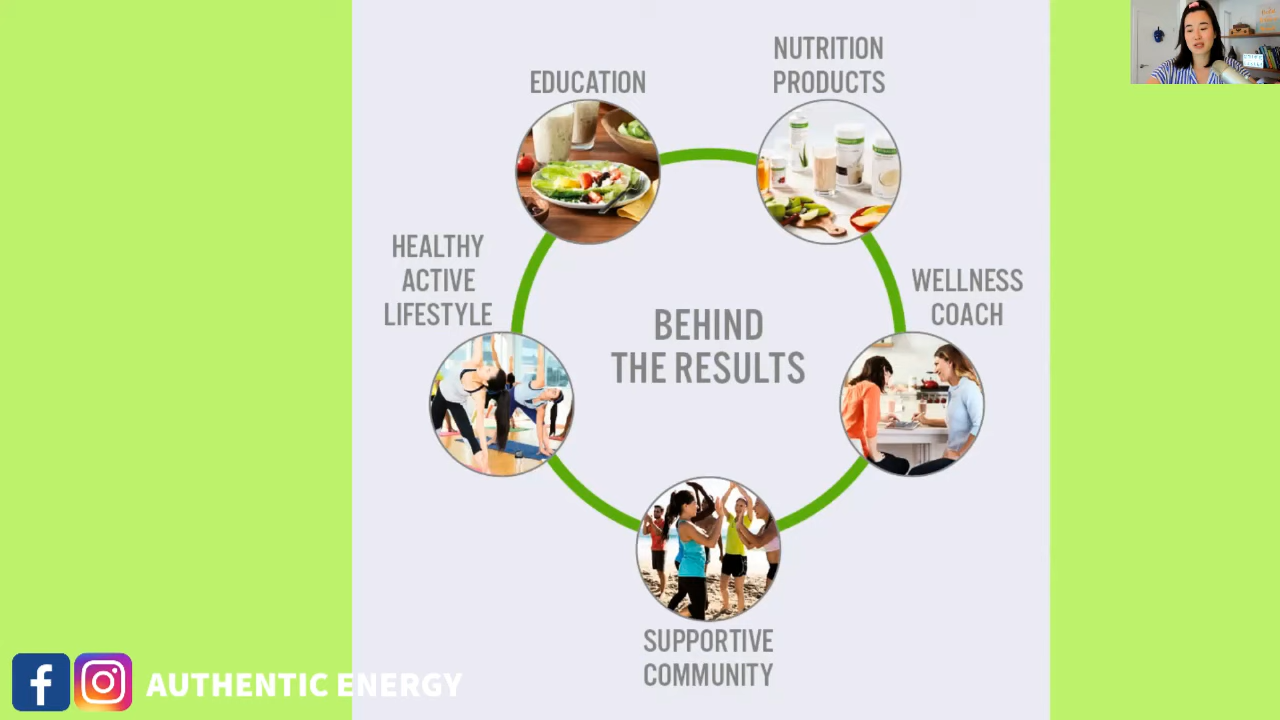 NUTRITION
PRODUCTS
EDUCATION
HEALTHY
ACTIVE
LIFESTYLE
WELLNESS
COACH
BEHIND
THE RESULTS
SUPPORTIVE
COMMUNITY
AUTHENTIC ENERGY